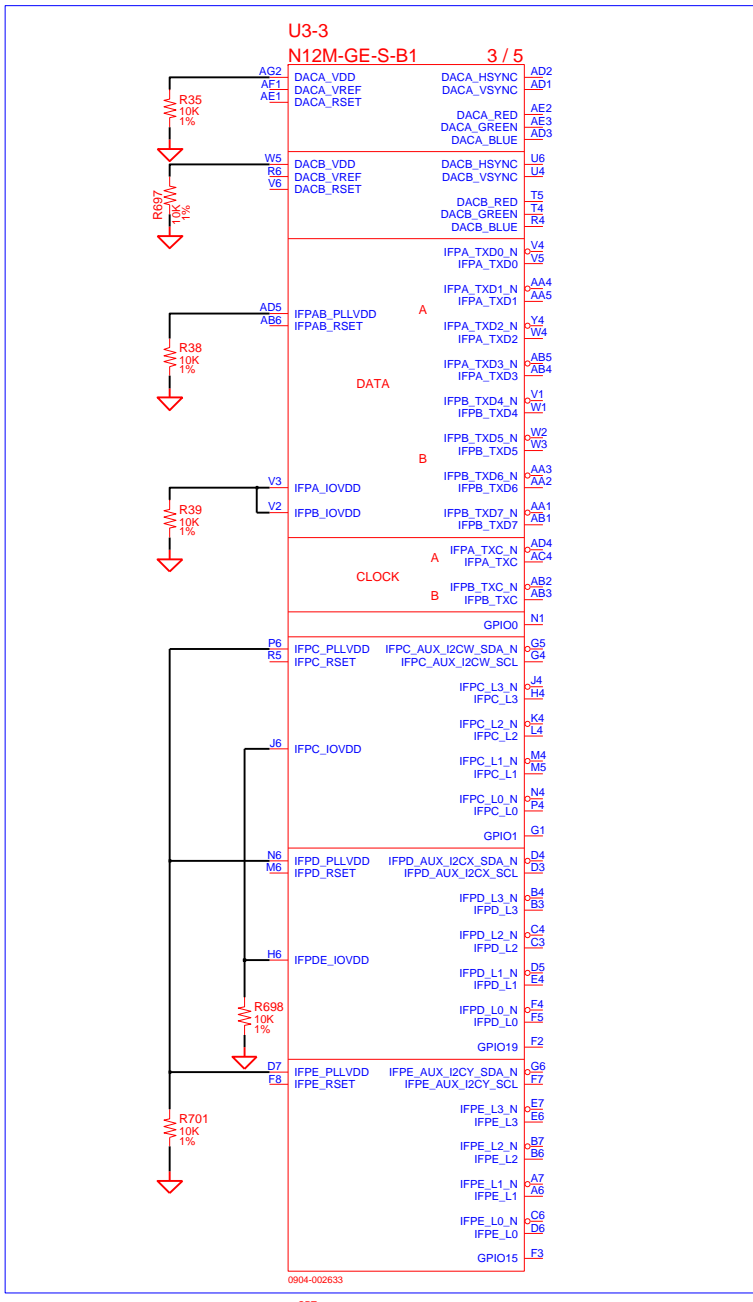 U3-3
N12M-GE-S-B1 3 / 5
AG2 DACA_VDD DACA_HSYNC AD2
AF1 DACA_VREF DACA_VSYNC AD1
AE1 DACA_RSET
R35
10K
1%
DACA_RED AE2
DACA_GREEN AE3
DACA_BLUE AD3
W5 DACB_VDD DACB_HSYNC U6
R6 DACB_VREF DACB_VSYNC U4
V6 DACB_RSET
R697
10K
1%
DACB_RED T5
DACB_GREEN T4
DACB_BLUE R4
IFPA_TXD0_N V4
IFPA_TXD0 V5
IFPA_TXD1_N AA4
IFPA_TXD1 AA5
AD5 IFPAB_PLLVDD A
AB6 IFPAB_RSET
IFPA_TXD2_N Y4
IFPA_TXD2 W4
R38
10K
1%
IFPA_TXD3_N AB5
IFPA_TXD3 AB4
DATA
IFPB_TXD4_N V1
IFPB_TXD4 W1
IFPB_TXD5_N W2
IFPB_TXD5 W3
B
IFPB_TXD6_N AA3
IFPB_TXD6 AA2
V3 IFPA_IOVDD
V2 IFPB_IOVDD
R39
10K
1%
IFPB_TXD7_N AA1
IFPB_TXD7 AB1
A IFPA_TXC_N AD4
IFPA_TXC AC4
CLOCK
IFPB_TXC_N AB2
B IFPB_TXC AB3
GPIO0 N1
P6 IFPC_PLLVDD IFPC_AUX_I2CW_SDA_N G5
R5 IFPC_RSET IFPC_AUX_I2CW_SCL G4
IFPC_L3_N J4
IFPC_L3 H4
IFPC_L2_N K4
IFPC_L2 L4
J6 IFPC_IOVDD
IFPC_L1_N M4
IFPC_L1 M5
IFPC_L0_N N4
IFPC_L0 P4
GPIO1 G1
N6 IFPD_PLLVDD IFPD_AUX_I2CX_SDA_N D4
M6 IFPD_RSET IFPD_AUX_I2CX_SCL D3
IFPD_L3_N B4
IFPD_L3 B3
IFPD_L2_N C4
IFPD_L2 C3
H6 IFPDE_IOVDD
IFPD_L1_N D5
IFPD_L1 E4
R698
10K
1%
IFPD_L0_N F4
IFPD_L0 F5
GPIO19 F2
D7 IFPE_PLLVDD IFPE_AUX_I2CY_SDA_N G6
F8 IFPE_RSET IFPE_AUX_I2CY_SCL F7
IFPE_L3_N E7
IFPE_L3 E6
R701
10K
1%
IFPE_L2_N B7
IFPE_L2 B6
IFPE_L1_N A7
IFPE_L1 A6
IFPE_L0_N C6
IFPE_L0 D6
GPIO15 F3
0904-002633